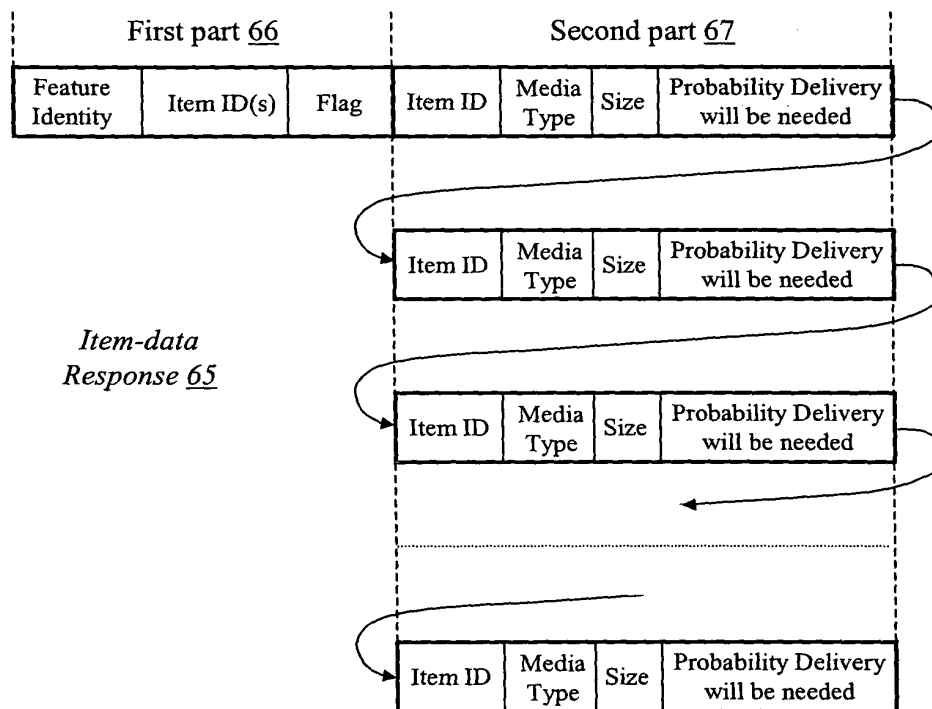 First part 66 Second part 67
Feature Identity Item ID(s) Flag Item ID Media Type Size Probability Delivery will be needed
Item ID Media Type Size Probability Delivery will be needed
Item-data
Response 65
Item ID Media Type Size Probability Delivery will be needed
Item ID Media Type Size Probability Delivery will be needed